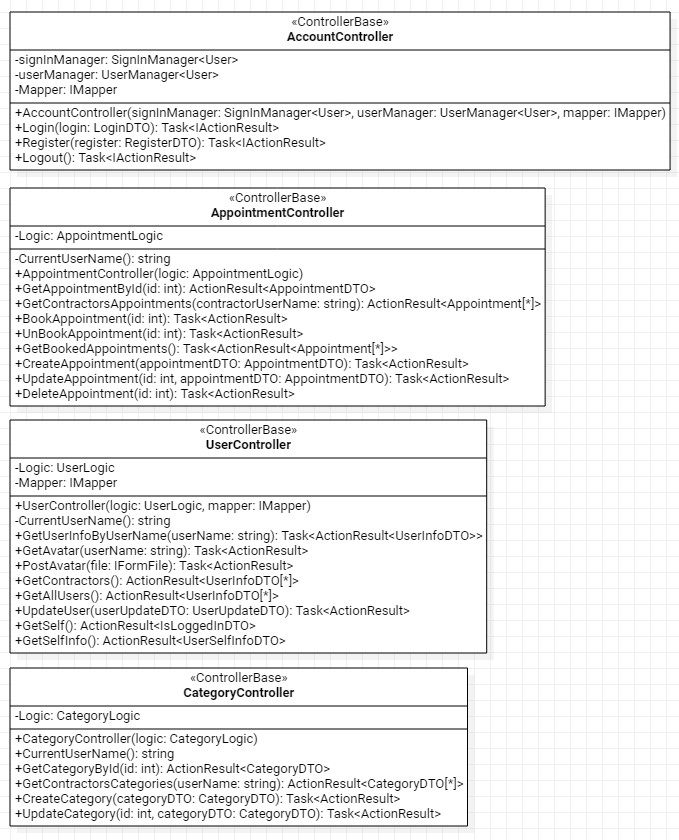 «ControllerBase»
AccountController
-signInManager: SignInManager<User>
-userManager: UserManager<User>
-Mapper: IMapper
+AccountController(signInManager: SignInManager<User>, userManager: UserManager<User>, mapper: IMapper)
+Login(login: LoginDTO): Task<IActionResult>
+Register(register: RegisterDTO): Task<IActionResult>
+Logout(): Task<IActionResult>
«ControllerBase»
AppointmentController
-Logic: AppointmentLogic
-CurrentUserName(): string
+AppointmentController(logic: AppointmentLogic)
+GetAppointmentById(id: int): ActionResult<AppointmentDTO>
+GetContractorsAppointments(contractorUserName: string): ActionResult<Appointment[*]>
+BookAppointment(id: int): Task<ActionResult>
+UnBookAppointment(id: int): Task<ActionResult>
+GetBookedAppointments(): Task<ActionResult<Appointment[*]>>
+CreateAppointment(appointmentDTO: AppointmentDTO): Task<ActionResult>
+UpdateAppointment(id: int, appointmentDTO: AppointmentDTO): Task<ActionResult>
+DeleteAppointment(id: int): Task<ActionResult>
«ControllerBase»
UserController
-Logic: UserLogic
-Mapper: IMapper
+UserController(logic: UserLogic, mapper: IMapper)
-CurrentUserName(): string
+GetUserInfoByUserName(userName: string): Task<ActionResult<UserInfoDTO>>
+GetAvatar(userName: string): Task<ActionResult>
+PostAvatar(file: IFormFile): Task<ActionResult>
+GetContractors(): ActionResult<UserInfoDTO[*]>
+GetAllUsers(): ActionResult<UserInfoDTO[*]>
+UpdateUser(userUpdateDTO: UserUpdateDTO): Task<ActionResult>
+GetSelf(): ActionResult<IsLoggedInDTO>
+GetSelfInfo(): ActionResult<UserSelfInfoDTO>
«ControllerBase»
CategoryController
-Logic: CategoryLogic
+CategoryController(logic: CategoryLogic)
+CurrentUserName(): string
+GetCategoryById(id: int): ActionResult<CategoryDTO>
+GetContractorsCategories(userName: string): ActionResult<CategoryDTO[*]>
+CreateCategory(categoryDTO: CategoryDTO): Task<ActionResult>
+UpdateCategory(id: int, categoryDTO: CategoryDTO): Task<ActionResult>